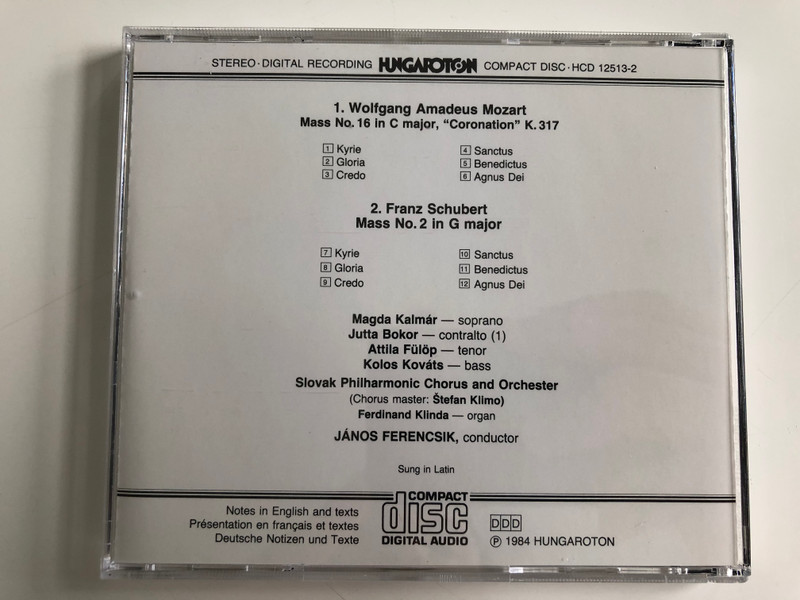 STEREO·DIGITAL RECORDING HUNGAROTON COMPACT DISC·HCD 12513-2
1. Wolfgang Amadeus Mozart
Mass No. 16 in C major, “Coronation” K. 317
1 Kyrie
2 Gloria
3 Credo
4 Sanctus
5 Benedictus
6 Agnus Dei
2. Franz Schubert
Mass No. 2 in G major
7 Kyrie
8 Gloria
9 Credo
10 Sanctus
11 Benedictus
12 Agnus Dei
Magda Kalmár — soprano
Jutta Bokor — contralto (1)
Attila Fülöp — tenor
Kolos Kováts — bass
Slovak Philharmonic Chorus and Orchester
(Chorus master: Štefan Klimo)
Ferdinand Klinda — organ
JÁNOS FERENCSIK, conductor
Sung in Latin
Notes in English and texts
Présentation en français et textes
Deutsche Notizen und Texte
COMPACT
disc
DIGITAL AUDIO
DDD
℗ 1984 HUNGAROTON